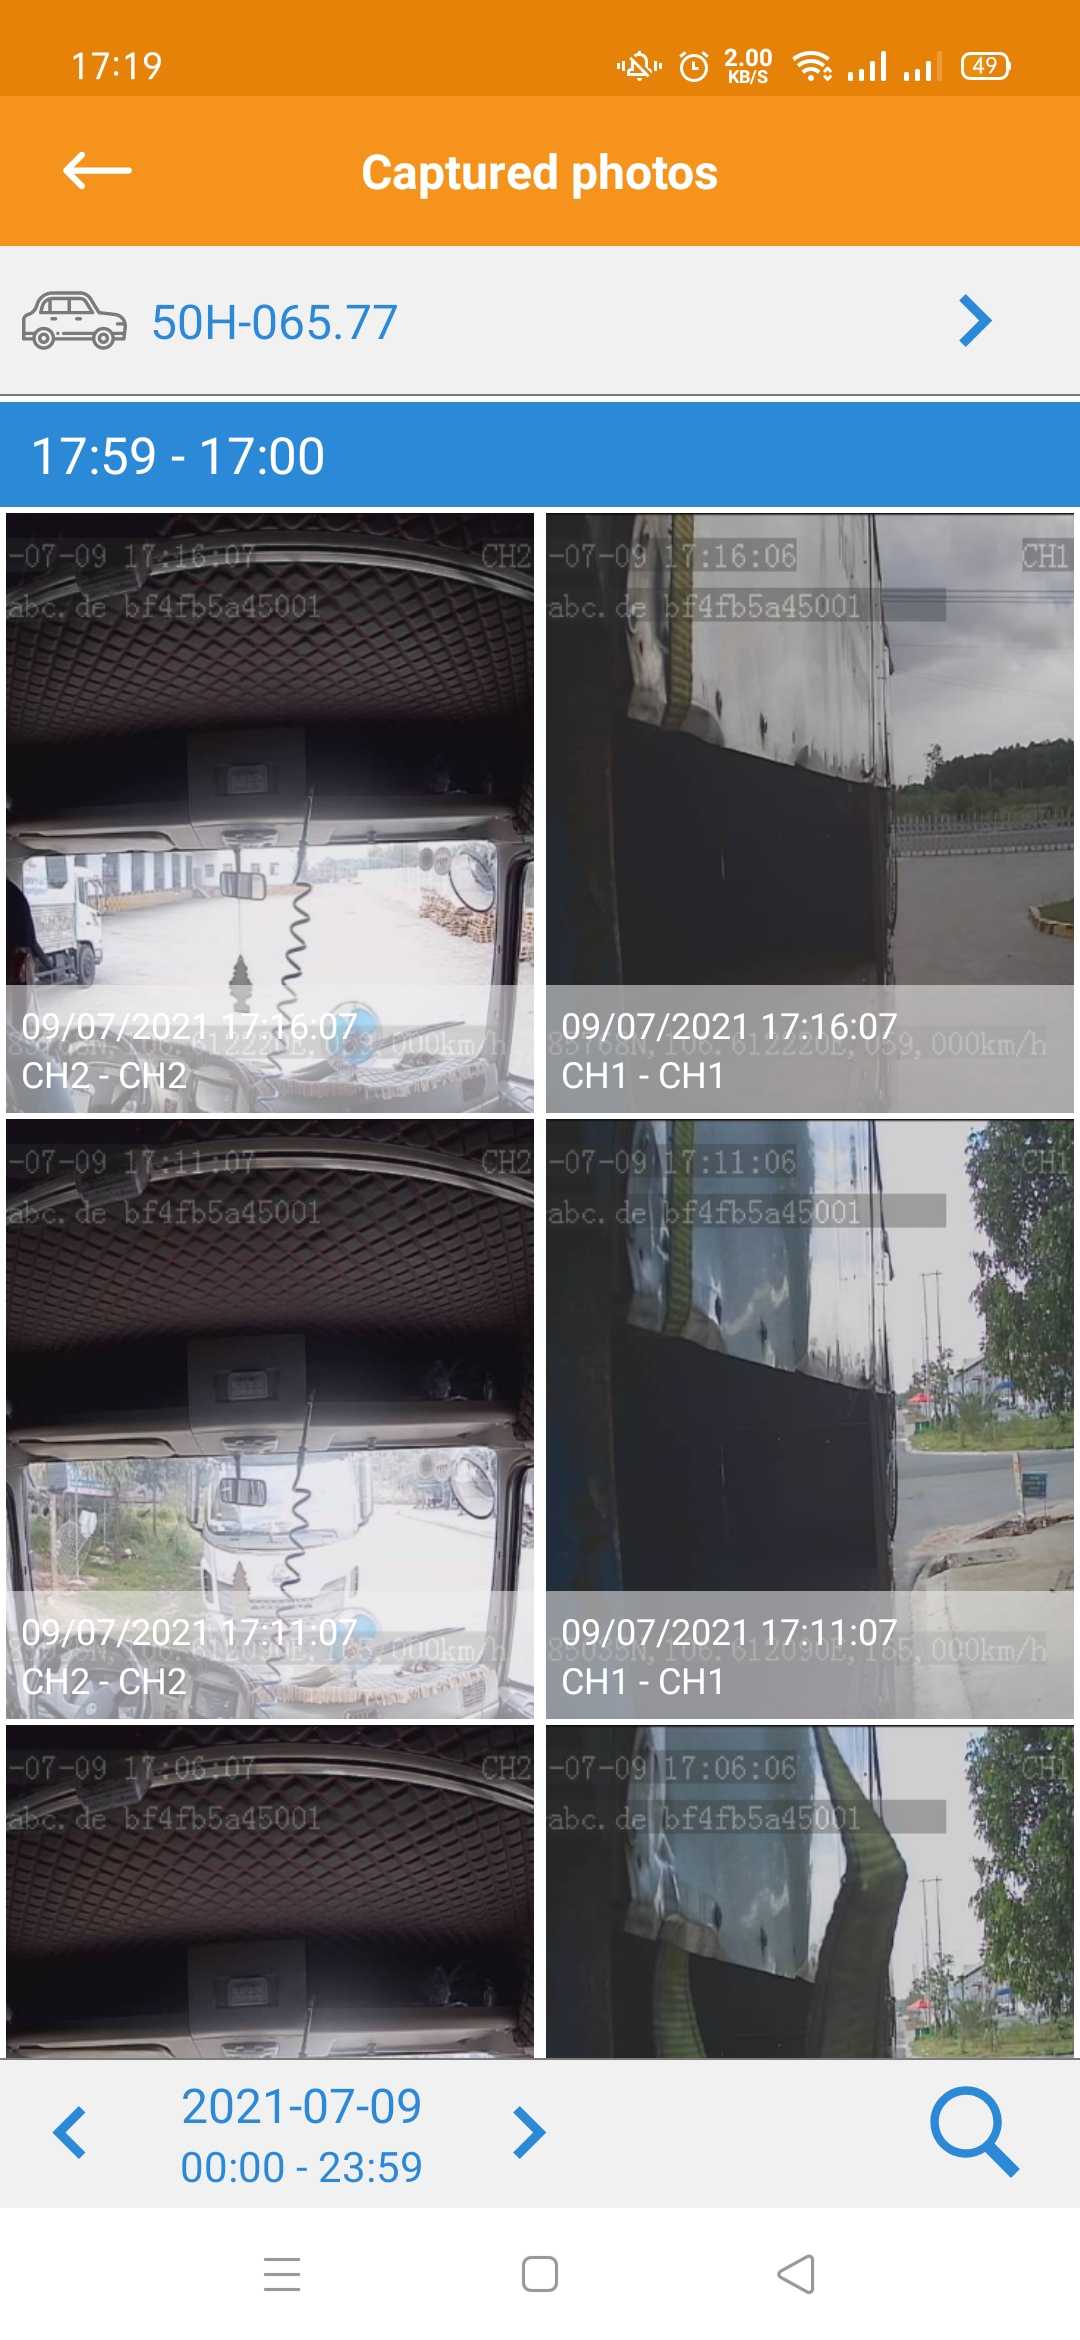 17:19
2.00
KB/S
49
Captured photos
50H-065.77
17:59 - 17:00
-07-09 17:16:07 CH2
abc.de bf4fb5a45001
09/07/2021 17:16:07
CH2 - CH2
-07-09 17:16:06 CH1
abc.de bf4fb5a45001
09/07/2021 17:16:07
CH1 - CH1
-07-09 17:11:07 CH2
abc.de bf4fb5a45001
09/07/2021 17:11:07
CH2 - CH2
-07-09 17:11:06 CH1
abc.de bf4fb5a45001
09/07/2021 17:11:07
CH1 - CH1
-07-09 17:06:07 CH2
abc.de bf4fb5a45001
-07-09 17:06:06 CH1
abc.de bf4fb5a45001
2021-07-09
00:00 - 23:59